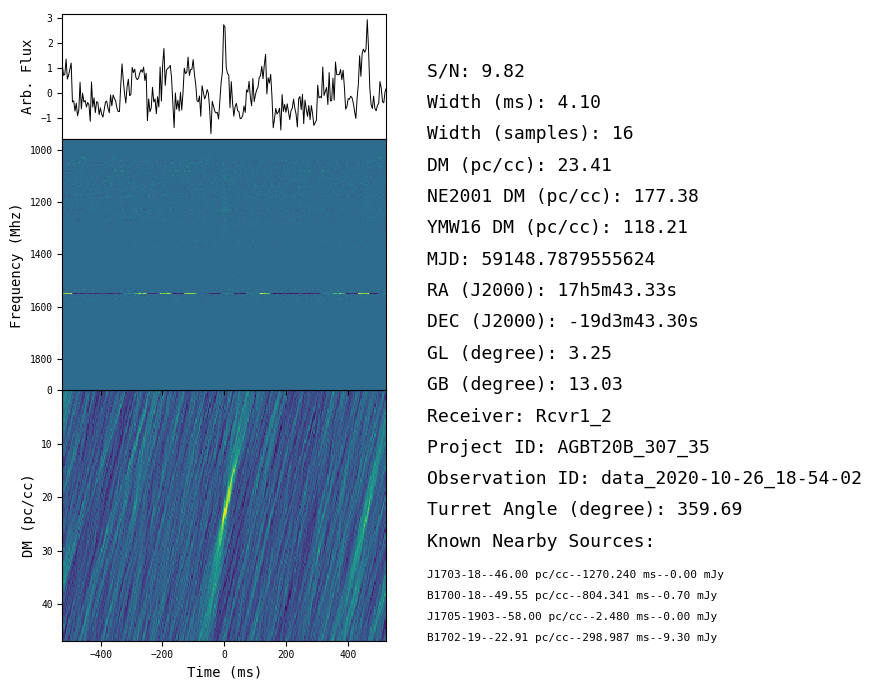 3
2
1
0
−1
Arb. Flux
1000
1200
1400
1600
1800
Frequency (Mhz)
0
10
20
30
40
DM (pc/cc)
−400 −200 0 200 400
Time (ms)
S/N: 9.82
Width (ms): 4.10
Width (samples): 16
DM (pc/cc): 23.41
NE2001 DM (pc/cc): 177.38
YMW16 DM (pc/cc): 118.21
MJD: 59148.7879555624
RA (J2000): 17h5m43.33s
DEC (J2000): -19d3m43.30s
GL (degree): 3.25
GB (degree): 13.03
Receiver: Rcvr1_2
Project ID: AGBT20B_307_35
Observation ID: data_2020-10-26_18-54-02
Turret Angle (degree): 359.69
Known Nearby Sources:
J1703-18--46.00 pc/cc--1270.240 ms--0.00 mJy
B1700-18--49.55 pc/cc--804.341 ms--0.70 mJy
J1705-1903--58.00 pc/cc--2.480 ms--0.00 mJy
B1702-19--22.91 pc/cc--298.987 ms--9.30 mJy